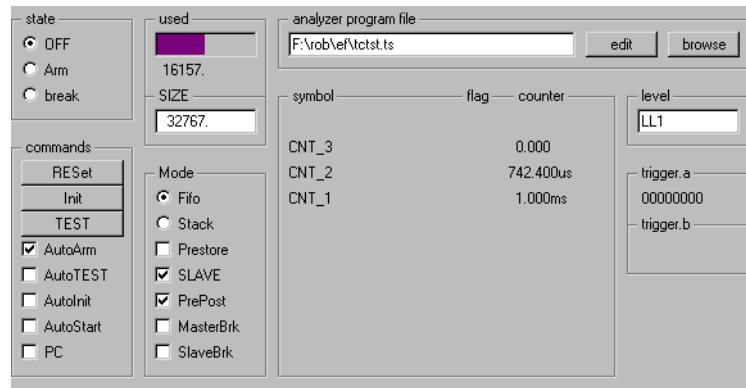 state
OFF
Arm
break
used
16157.
SIZE
32767.
analyzer program file
F:\rob\ef\tctst.ts
edit
browse
commands
RESet
Init
TEST
AutoArm
AutoTEST
AutoInit
AutoStart
PC
Mode
Fifo
Stack
Prestore
SLAVE
PrePost
MasterBrk
SlaveBrk
symbol flag counter
CNT_3 0.000
CNT_2 742.400us
CNT_1 1.000ms
level
LL1
trigger.a
00000000
trigger.b